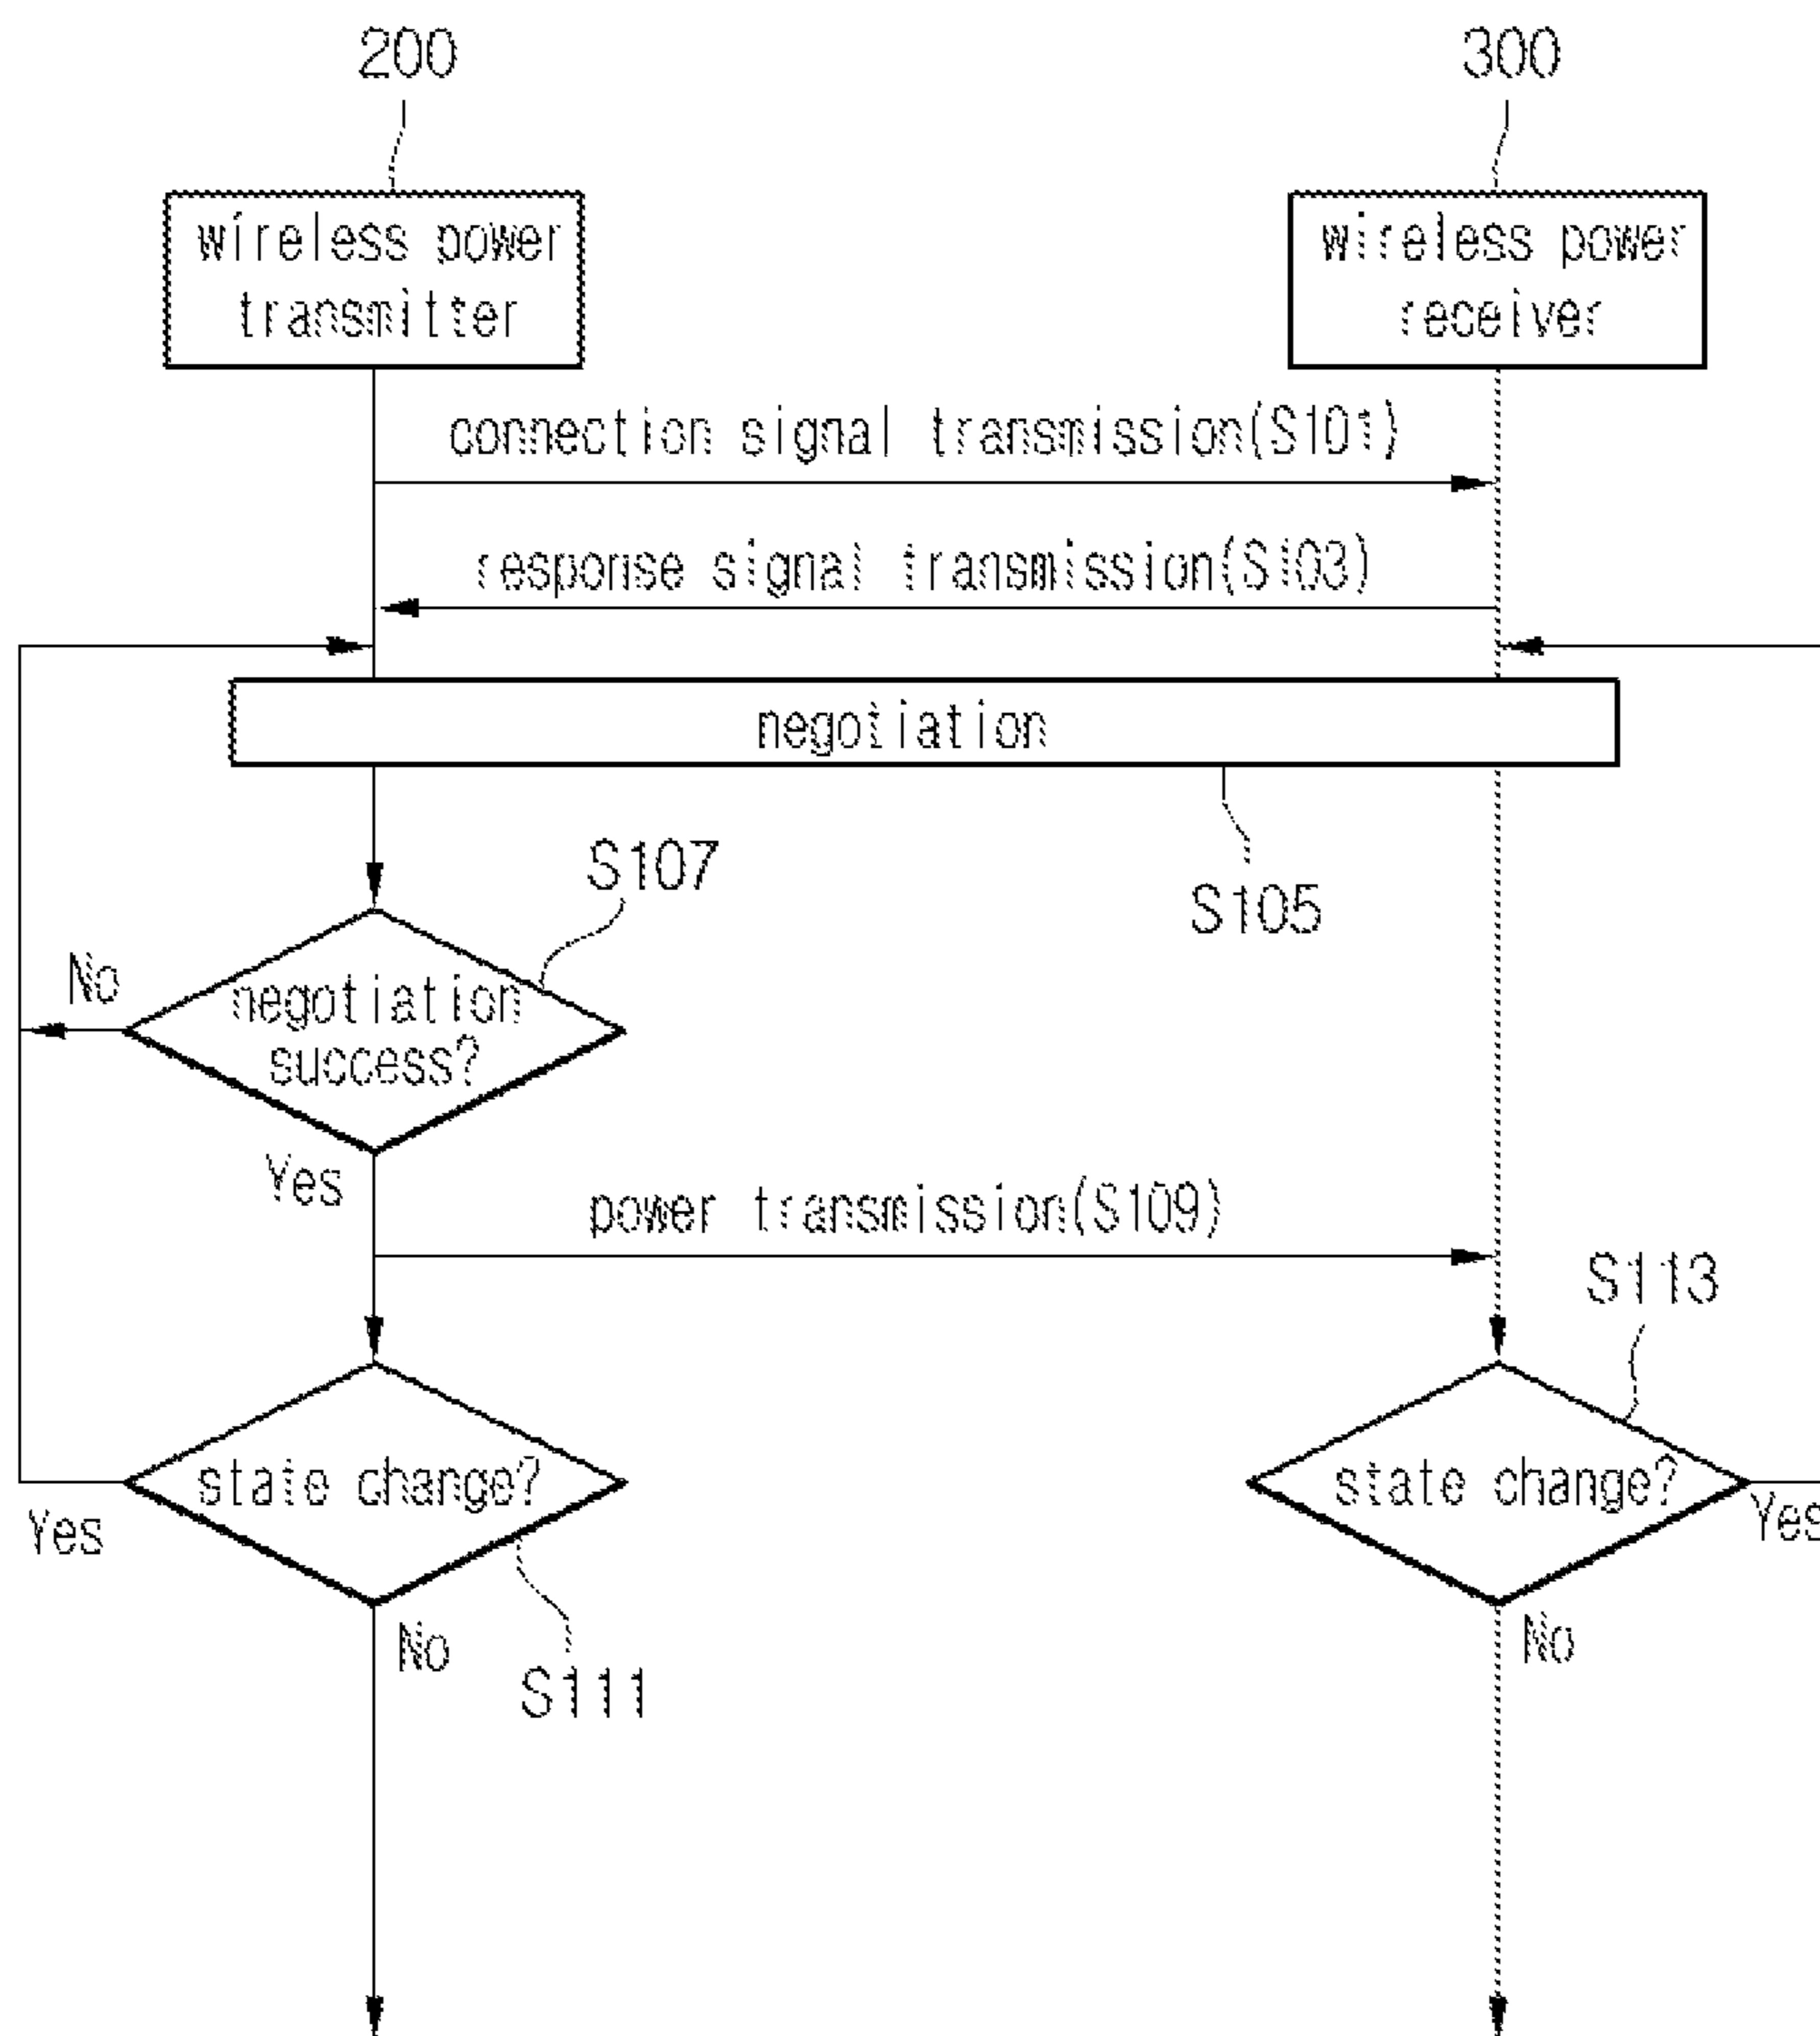 200
300
wireless power
transmitter
wireless power
receiver
connection signal transmission(S101)
response signal transmission(S103)
negotiation
S105
S107
No
negotiation
success?
Yes
power transmission(S109)
S113
state change?
Yes
No
S111
state change?
Yes
No